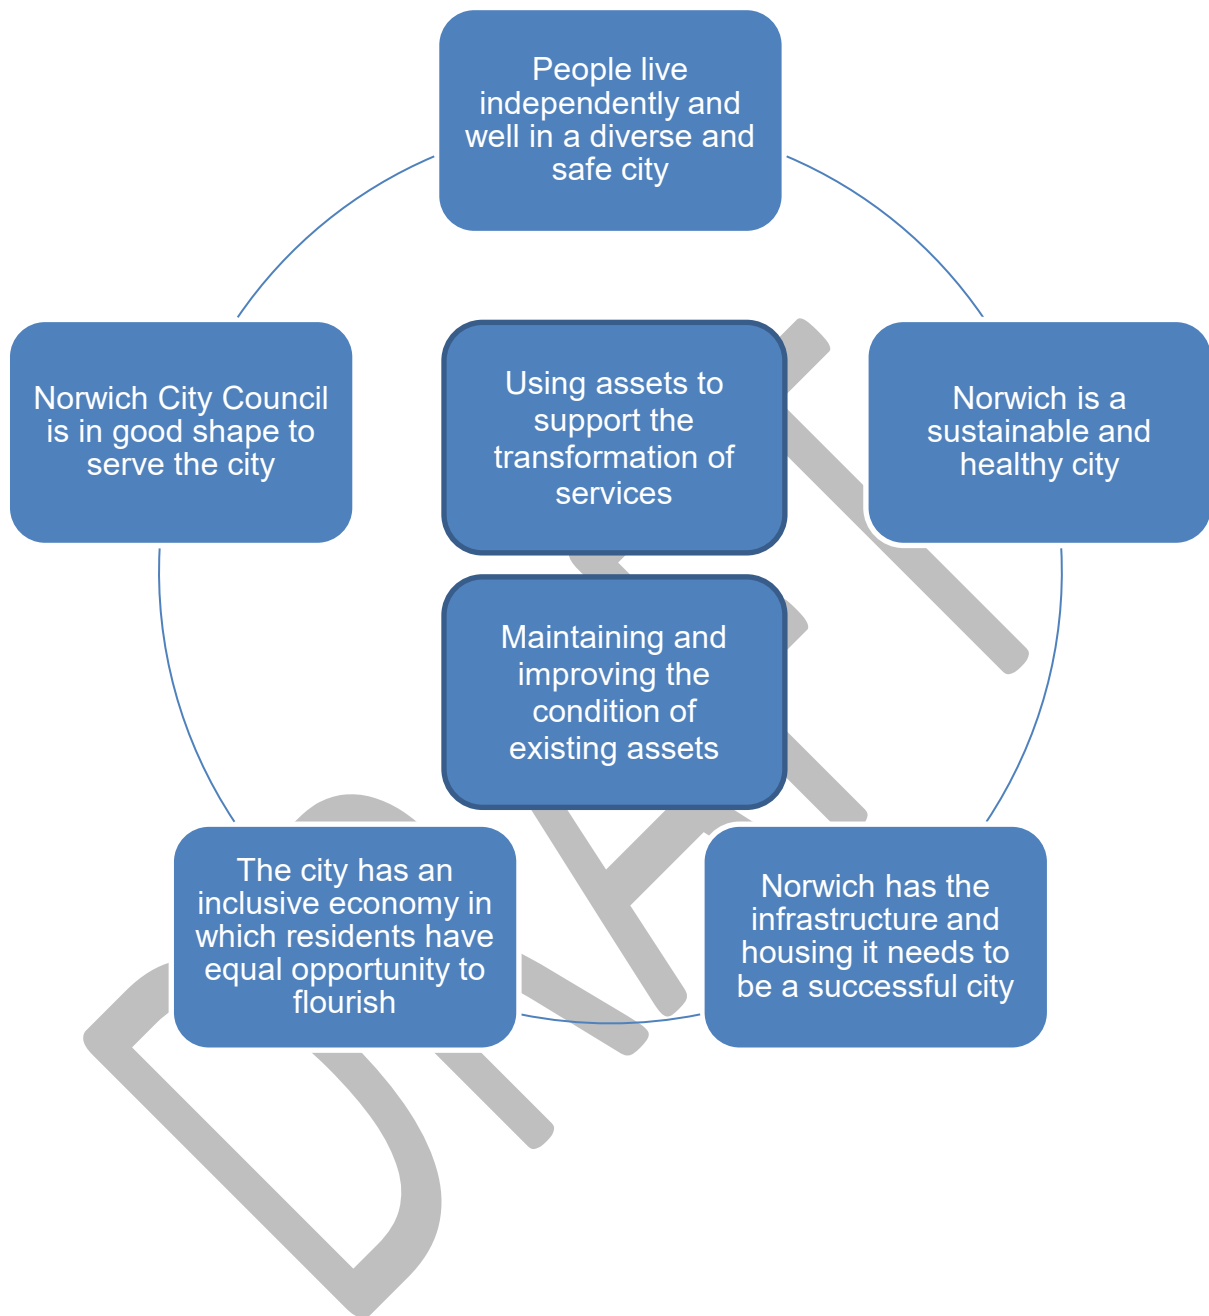 People live
independently and
well in a diverse and
safe city
Norwich City Council
is in good shape to
serve the city
Using assets to
support the
transformation of
services
Norwich is a
sustainable and
healthy city
Maintaining and
improving the
condition of
existing assets
The city has an
inclusive economy in
which residents have
equal opportunity to
flourish
Norwich has the
infrastructure and
housing it needs to
be a successful city
DRAFT